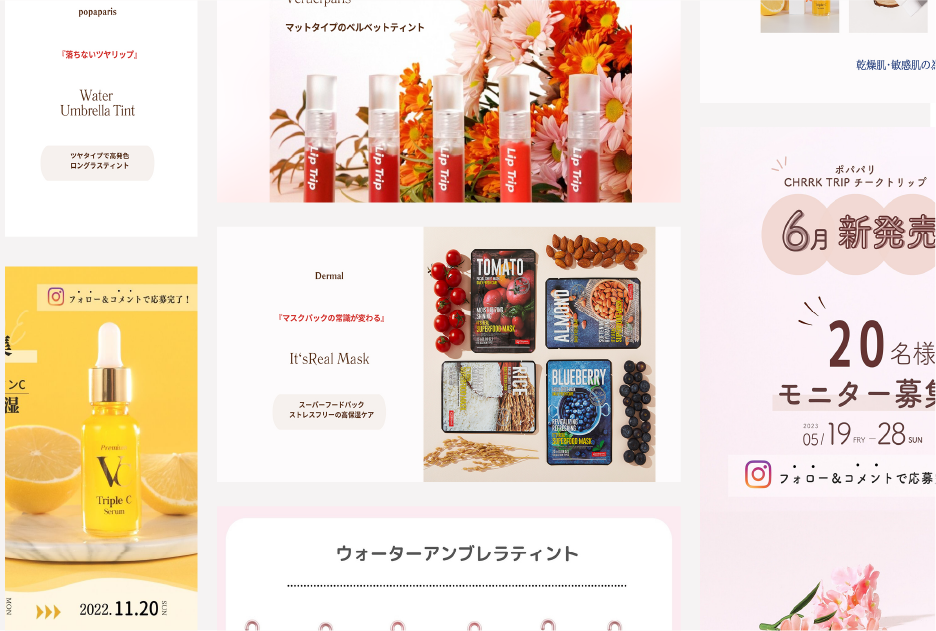 popaparis
『落ちないツヤリップ』
Water
Umbrella Tint
ツヤタイプで高発色
ロングラスティント
フォロー＆コメントで応募完了！
ンC
湿
Premium
V
Triple C
Serum
MON
2022.11.20
SUN
マットタイプのベルベットティント
Lip Trip
Lip Trip
Lip Trip
Lip Trip
Lip Trip
Dermal
『マスクパックの常識が変わる』
It's Real Mask
スーパーフードパック
ストレスフリーの高保湿ケア
TOMATO
SUPERFOOD MASK
ALMOND
RICE
BLUEBERRY
REVITALIZING
REFRESHING
SUPERFOOD MASK
ウォーターアンブレラティント
乾燥肌・敏感肌の
ポパパリ
CHRRK TRIP チークトリップ
6月 新発売
20名様
モニター募集
2023
05/19 FRY – 28 SUN
フォロー＆コメントで応募